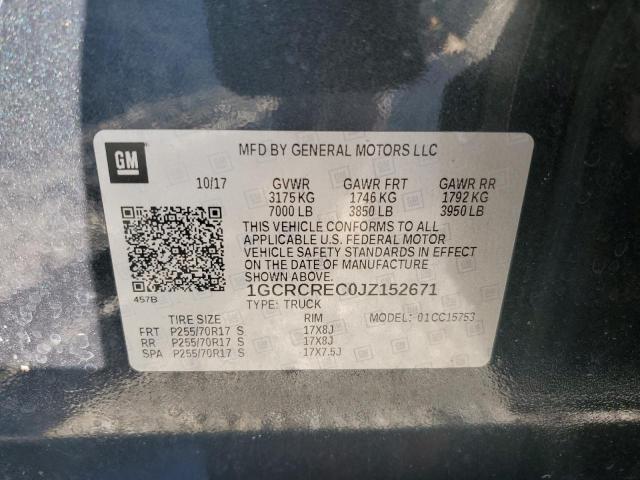 GM
MFD BY GENERAL MOTORS LLC
10/17 GVWR GAWR FRT GAWR RR
3175 KG 1746 KG 1792 KG
7000 LB 3850 LB 3950 LB
THIS VEHICLE CONFORMS TO ALL
APPLICABLE U.S. FEDERAL MOTOR
VEHICLE SAFETY STANDARDS IN EFFECT
ON THE DATE OF MANUFACTURE
SHOWN ABOVE.
457B
1GCRCREC0JZ152671
TYPE: TRUCK
TIRE SIZE RIM MODEL: 01CC15753
FRT P255/70R17 S 17X8J
RR P255/70R17 S 17X8J
SPA P255/70R17 S 17X7.5J